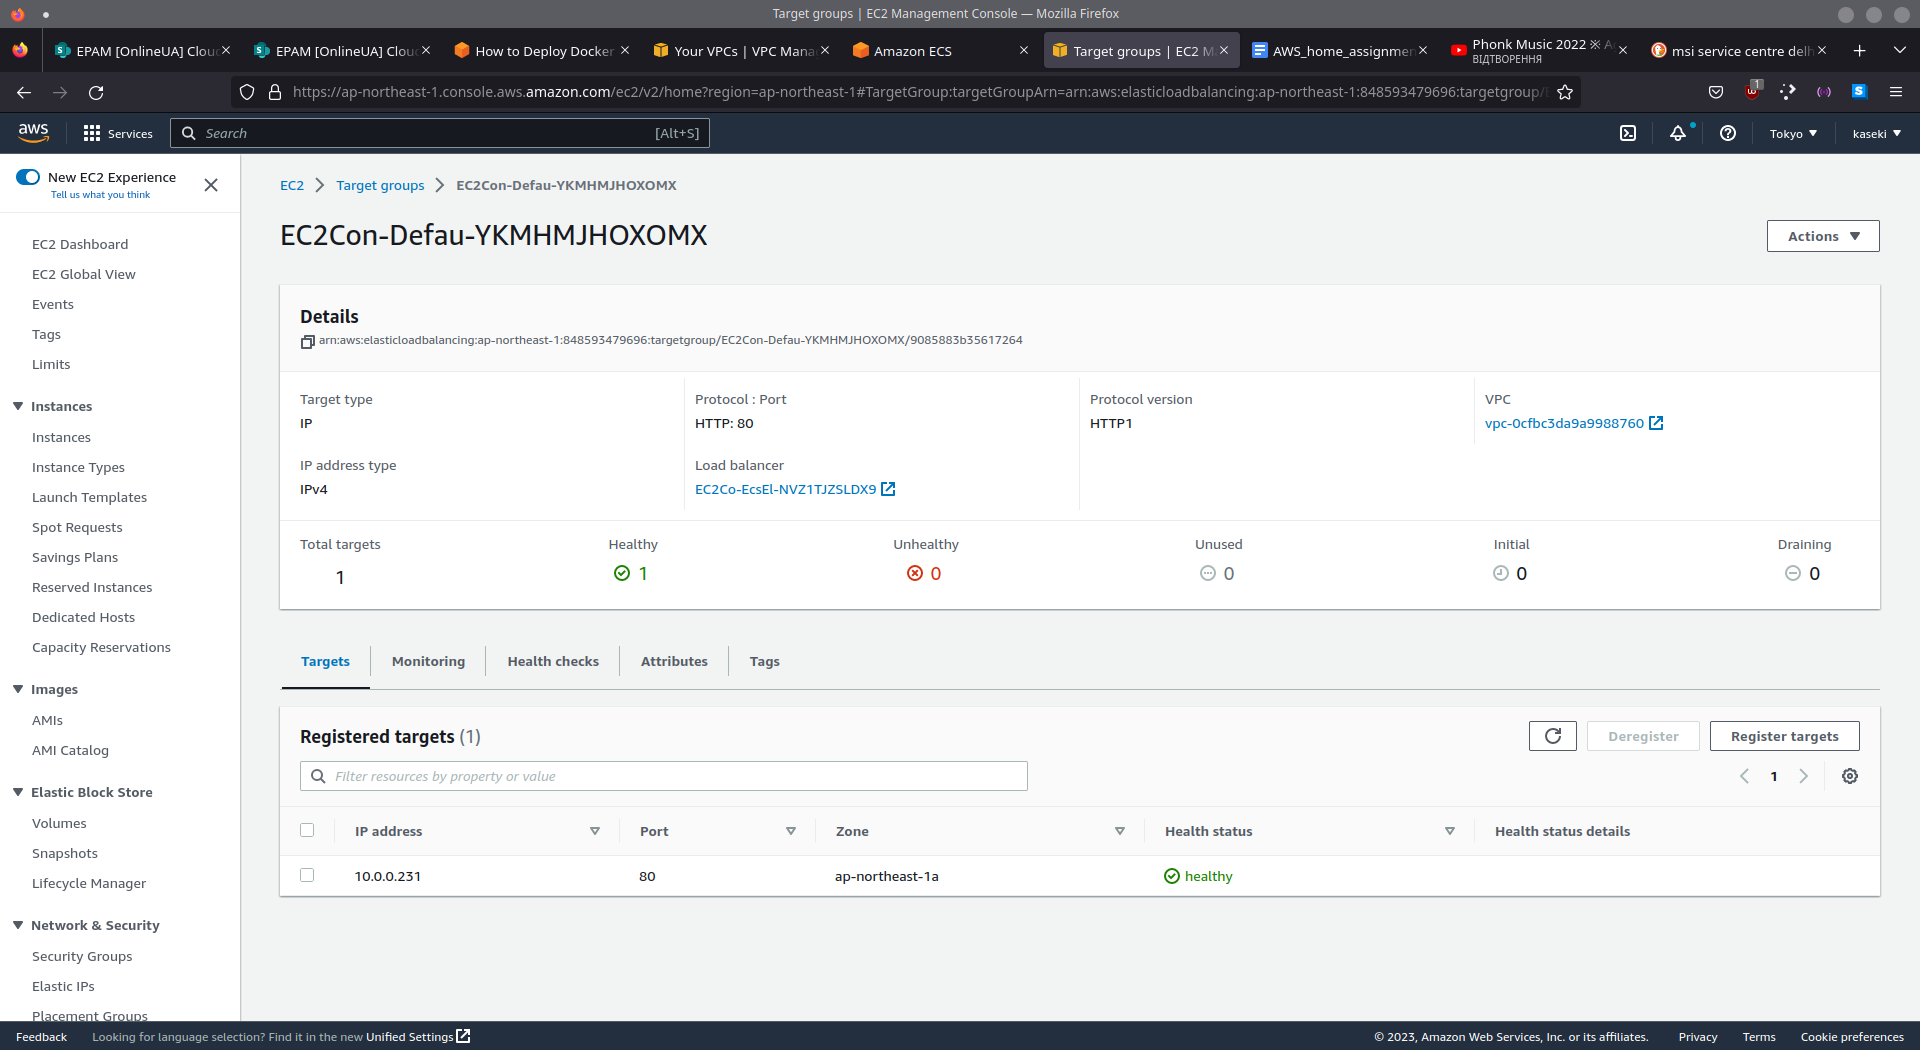 Target groups | EC2 Management Console — Mozilla Firefox
EPAM [OnlineUA] Clou
EPAM [OnlineUA] Clou
How to Deploy Docker
Your VPCs | VPC Mana
Amazon ECS
Target groups | EC2 M
AWS_home_assignmen
Phonk Music 2022 ※ A
ВІДТВОРЕННЯ
msi service centre delh
https://ap-northeast-1.console.aws.amazon.com/ec2/v2/home?region=ap-northeast-1#TargetGroup:targetGroupArn=arn:aws:elasticloadbalancing:ap-northeast-1:848593479696:targetgroup/
1
S
aws
Services
Search
[Alt+S]
Tokyo
kaseki
New EC2 Experience
Tell us what you think
EC2 Dashboard
EC2 Global View
Events
Tags
Limits
Instances
Instances
Instance Types
Launch Templates
Spot Requests
Savings Plans
Reserved Instances
Dedicated Hosts
Capacity Reservations
Images
AMIs
AMI Catalog
Elastic Block Store
Volumes
Snapshots
Lifecycle Manager
Network & Security
Security Groups
Elastic IPs
Placement Groups
EC2
Target groups
EC2Con-Defau-YKMHMJHOXOMX
EC2Con-Defau-YKMHMJHOXOMX
Actions
Details
arn:aws:elasticloadbalancing:ap-northeast-1:848593479696:targetgroup/EC2Con-Defau-YKMHMJHOXOMX/9085883b35617264
Target type
IP
Protocol : Port
HTTP: 80
Protocol version
HTTP1
VPC
vpc-0cfbc3da9a9988760
IP address type
IPv4
Load balancer
EC2Co-EcsEl-NVZ1TJZSLDX9
Total targets
1
Healthy
1
Unhealthy
0
Unused
0
Initial
0
Draining
0
Targets
Monitoring
Health checks
Attributes
Tags
Registered targets (1)
Deregister
Register targets
Filter resources by property or value
1
IP address
Port
Zone
Health status
Health status details
10.0.0.231
80
ap-northeast-1a
healthy
Feedback
Looking for language selection? Find it in the new Unified Settings
© 2023, Amazon Web Services, Inc. or its affiliates.
Privacy
Terms
Cookie preferences